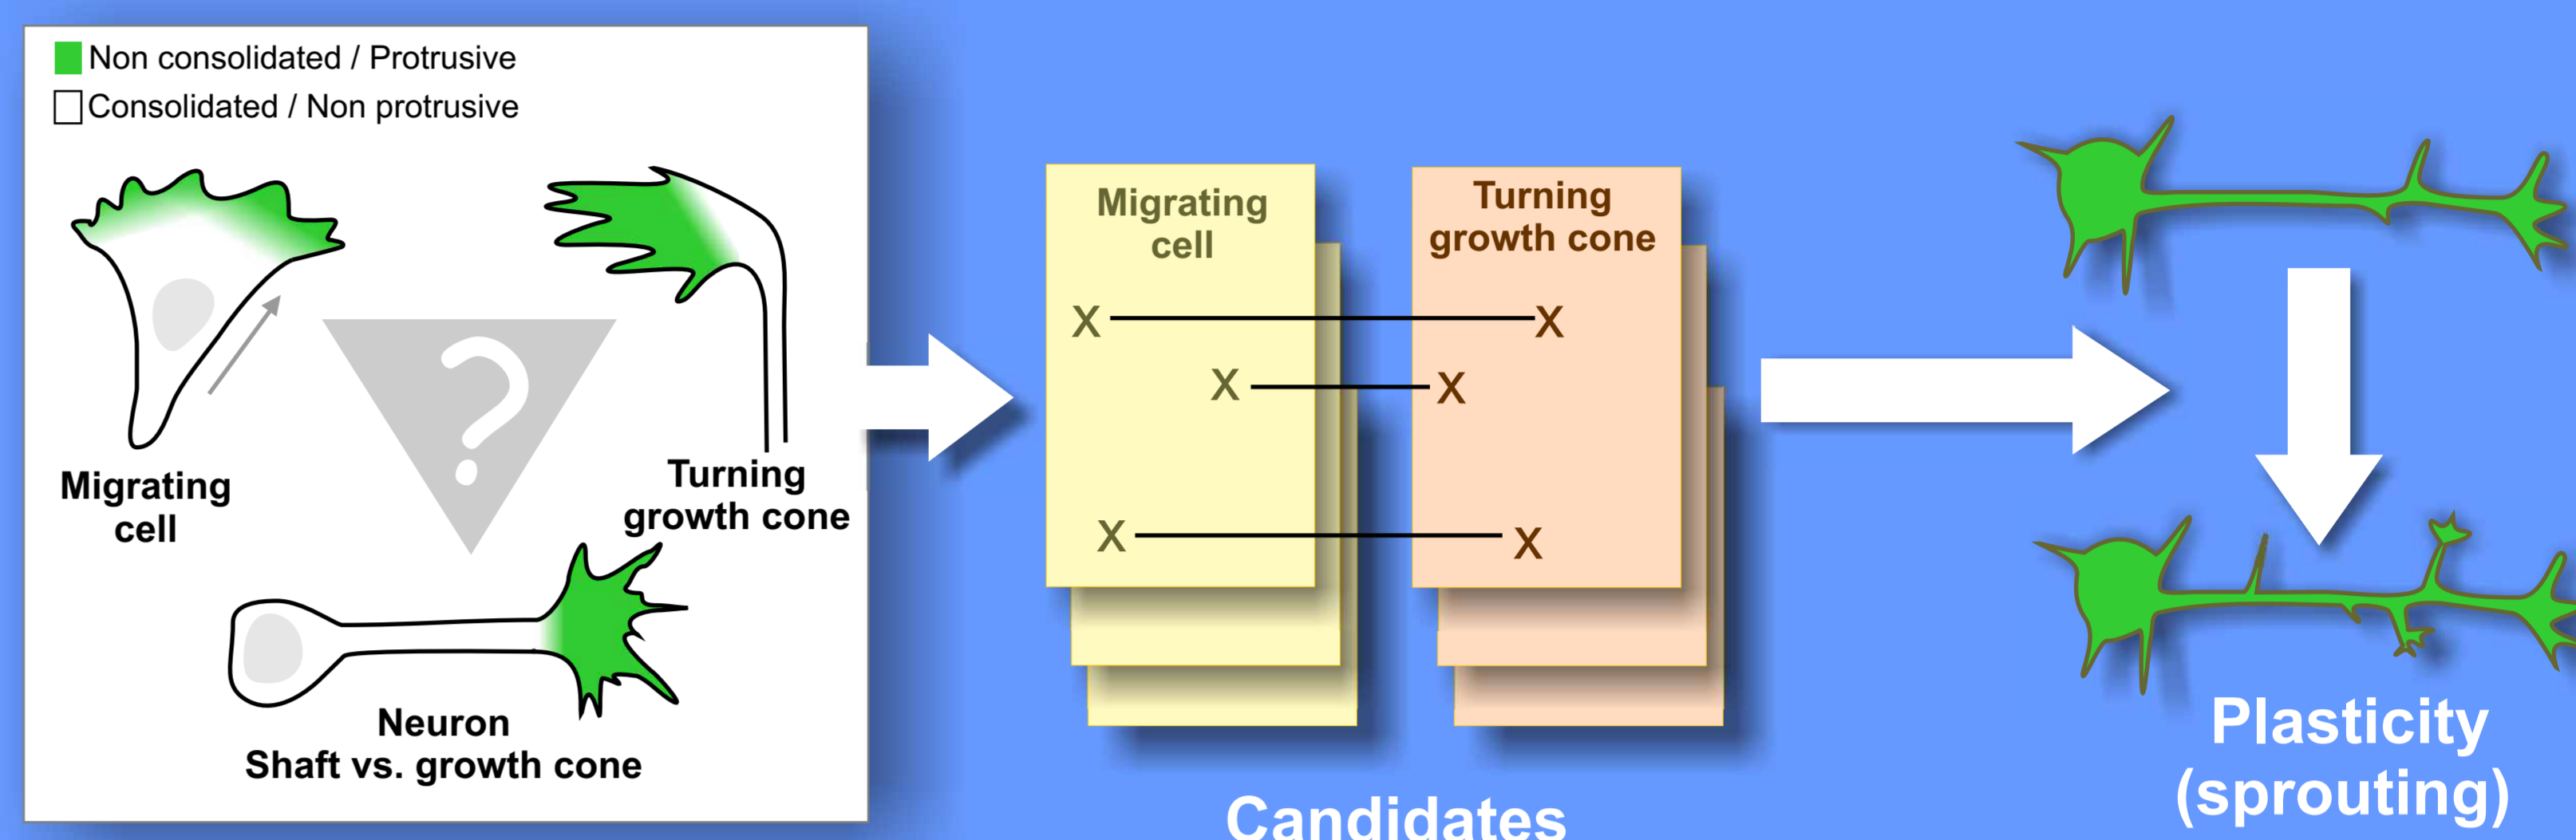 Non consolidated / Protrusive
Consolidated / Non protrusive
Migrating
cell
Turning
growth cone
?
Neuron
Shaft vs. growth cone
Migrating
cell
Turning
growth cone
X X
X X
X X
Candidates
Plasticity
(sprouting)